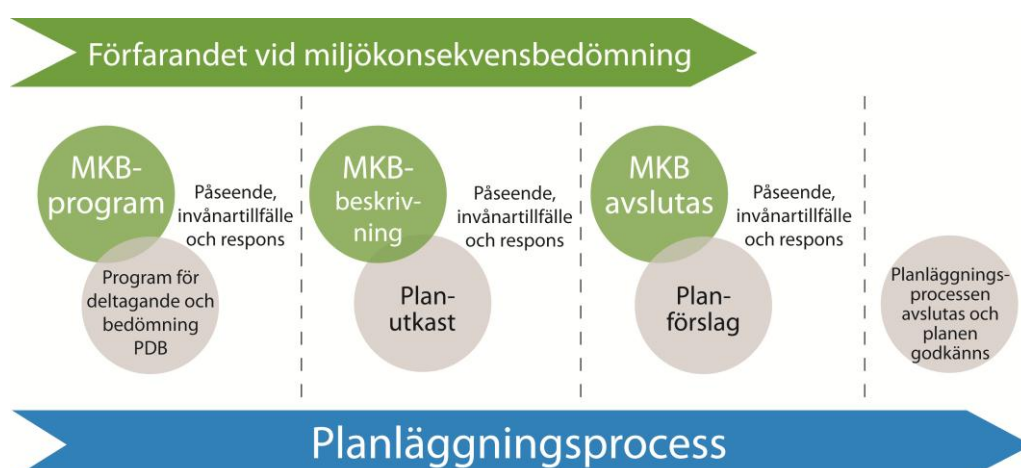 Förfarandet vid miljökonsekvensbedömning
MKB-
program
Påseende,
invånartillfälle
och respons
Program för
deltagande och
bedömning
PDB
MKB-
beskriv-
ning
Påseende,
invånartillfälle
och respons
Plan-
utkast
MKB
avslutas
Påseende,
invånartillfälle
och respons
Plan-
förslag
Planläggnings-
processen
avslutas och
planen
godkänns
Planläggningsprocess